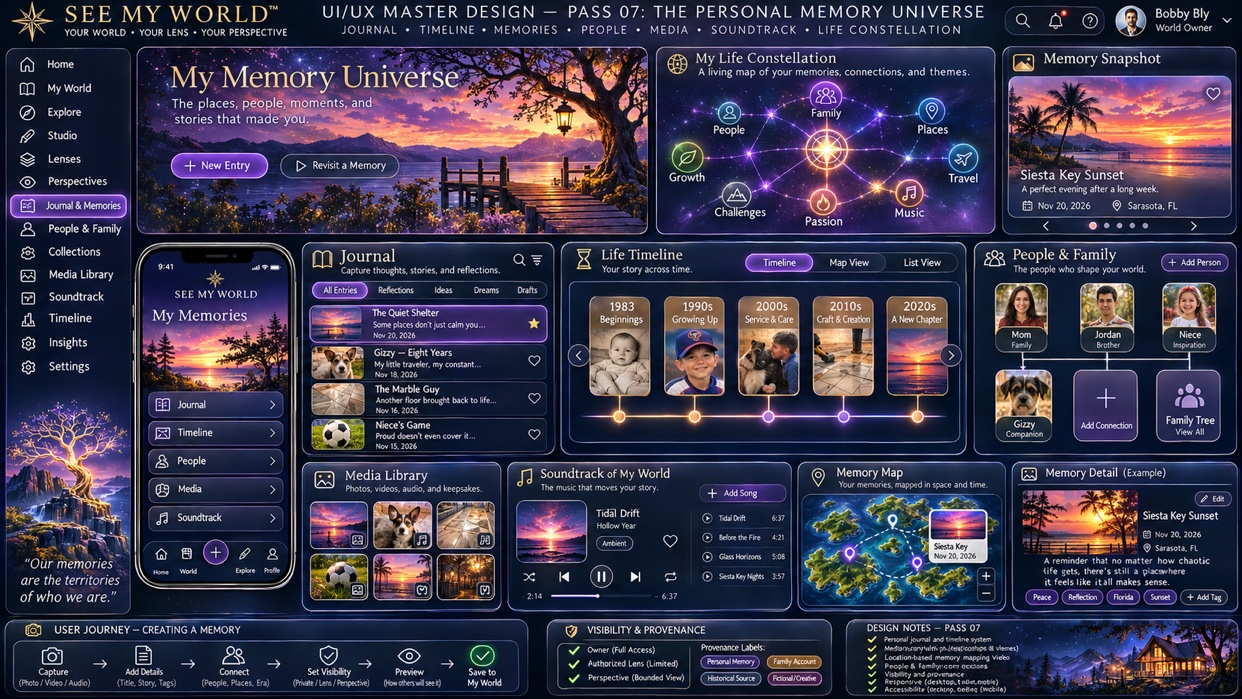 SEE MY WORLD™
YOUR WORLD • YOUR LENS • YOUR PERSPECTIVE
UI/UX MASTER DESIGN — PASS 07: THE PERSONAL MEMORY UNIVERSE
JOURNAL • TIMELINE • MEMORIES • PEOPLE • MEDIA • SOUNDTRACK • LIFE CONSTELLATION
Bobby Bly
World Owner
Home
My World
Explore
Studio
Lenses
Perspectives
Journal & Memories
People & Family
Collections
Media Library
Soundtrack
Timeline
Insights
Settings
"Our memories
are the territories
of who we are."
My Memory Universe
The places, people, moments, and
stories that made you.
+ New Entry
Revisit a Memory
My Life Constellation
A living map of your memories, connections, and themes.
Family
People
Places
Growth
Travel
Challenges
Music
Passion
Memory Snapshot
Siesta Key Sunset
A perfect evening after a long week.
Nov 20, 2026
Sarasota, FL
9:41
SEE MY WORLD
My Memories
Journal
Timeline
People
Media
Soundtrack
Home
World
Explore
Profile
Journal
Capture thoughts, stories, and reflections.
All Entries
Reflections
Ideas
Dreams
Drafts
The Quiet Shelter
Some places don't just calm you...
Nov 20, 2026
Gizzy — Eight Years
My little traveler, my constant...
Nov 18, 2026
The Marble Guy
Another floor brought back to life...
Nov 16, 2026
Niece's Game
Proud doesn't even cover it...
Nov 15, 2026
Life Timeline
Your story across time.
Timeline
Map View
List View
1983
Beginnings
1990s
Growing Up
2000s
Service & Care
2010s
Craft & Creation
2020s
A New Chapter
People & Family
The people who shape your world.
+ Add Person
Mom
Family
Jordan
Brother
Niece
Inspiration
Gizzy
Companion
Add Connection
Family Tree
View All
Media Library
Photos, videos, audio, and keepsakes.
Soundtrack of My World
The music that moves your story.
+ Add Song
Tidal Drift
Hollow Year
Ambient
2:14
6:37
Tidal Drift 6:37
Before the Fire 4:21
Glass Horizons 5:08
Siesta Key Nights 3:57
Memory Map
Your memories, mapped in space and time.
Siesta Key
Nov 20, 2026
+
−
Memory Detail (Example)
Edit
Siesta Key Sunset
Nov 20, 2026
Sarasota, FL
A reminder that no matter how chaotic
life gets, there's still a
it feels like it all makes sense.
Peace
Reflection
Florida
Sunset
+ Add Tag
USER JOURNEY — CREATING A MEMORY
Capture
(Photo / Video / Audio)
Add Details
(Title, Story, Tags)
Connect
(People, Places, Era)
Set Visibility
(Private / Lens / Perspective)
Preview
(How others will see it)
Save to
My World
VISIBILITY & PROVENANCE
Owner (Full Access)
Authorized Lens (Limited)
Perspective (Bounded View)
Provenance Labels:
Personal Memory
Family Account
Historical Source
Fictional/Creative
DESIGN NOTES — PASS 07
Personal journal and timeline system
Location-based memory mapping
People & family
Visibility and provenance
Responsive (desktop,
Accessibility